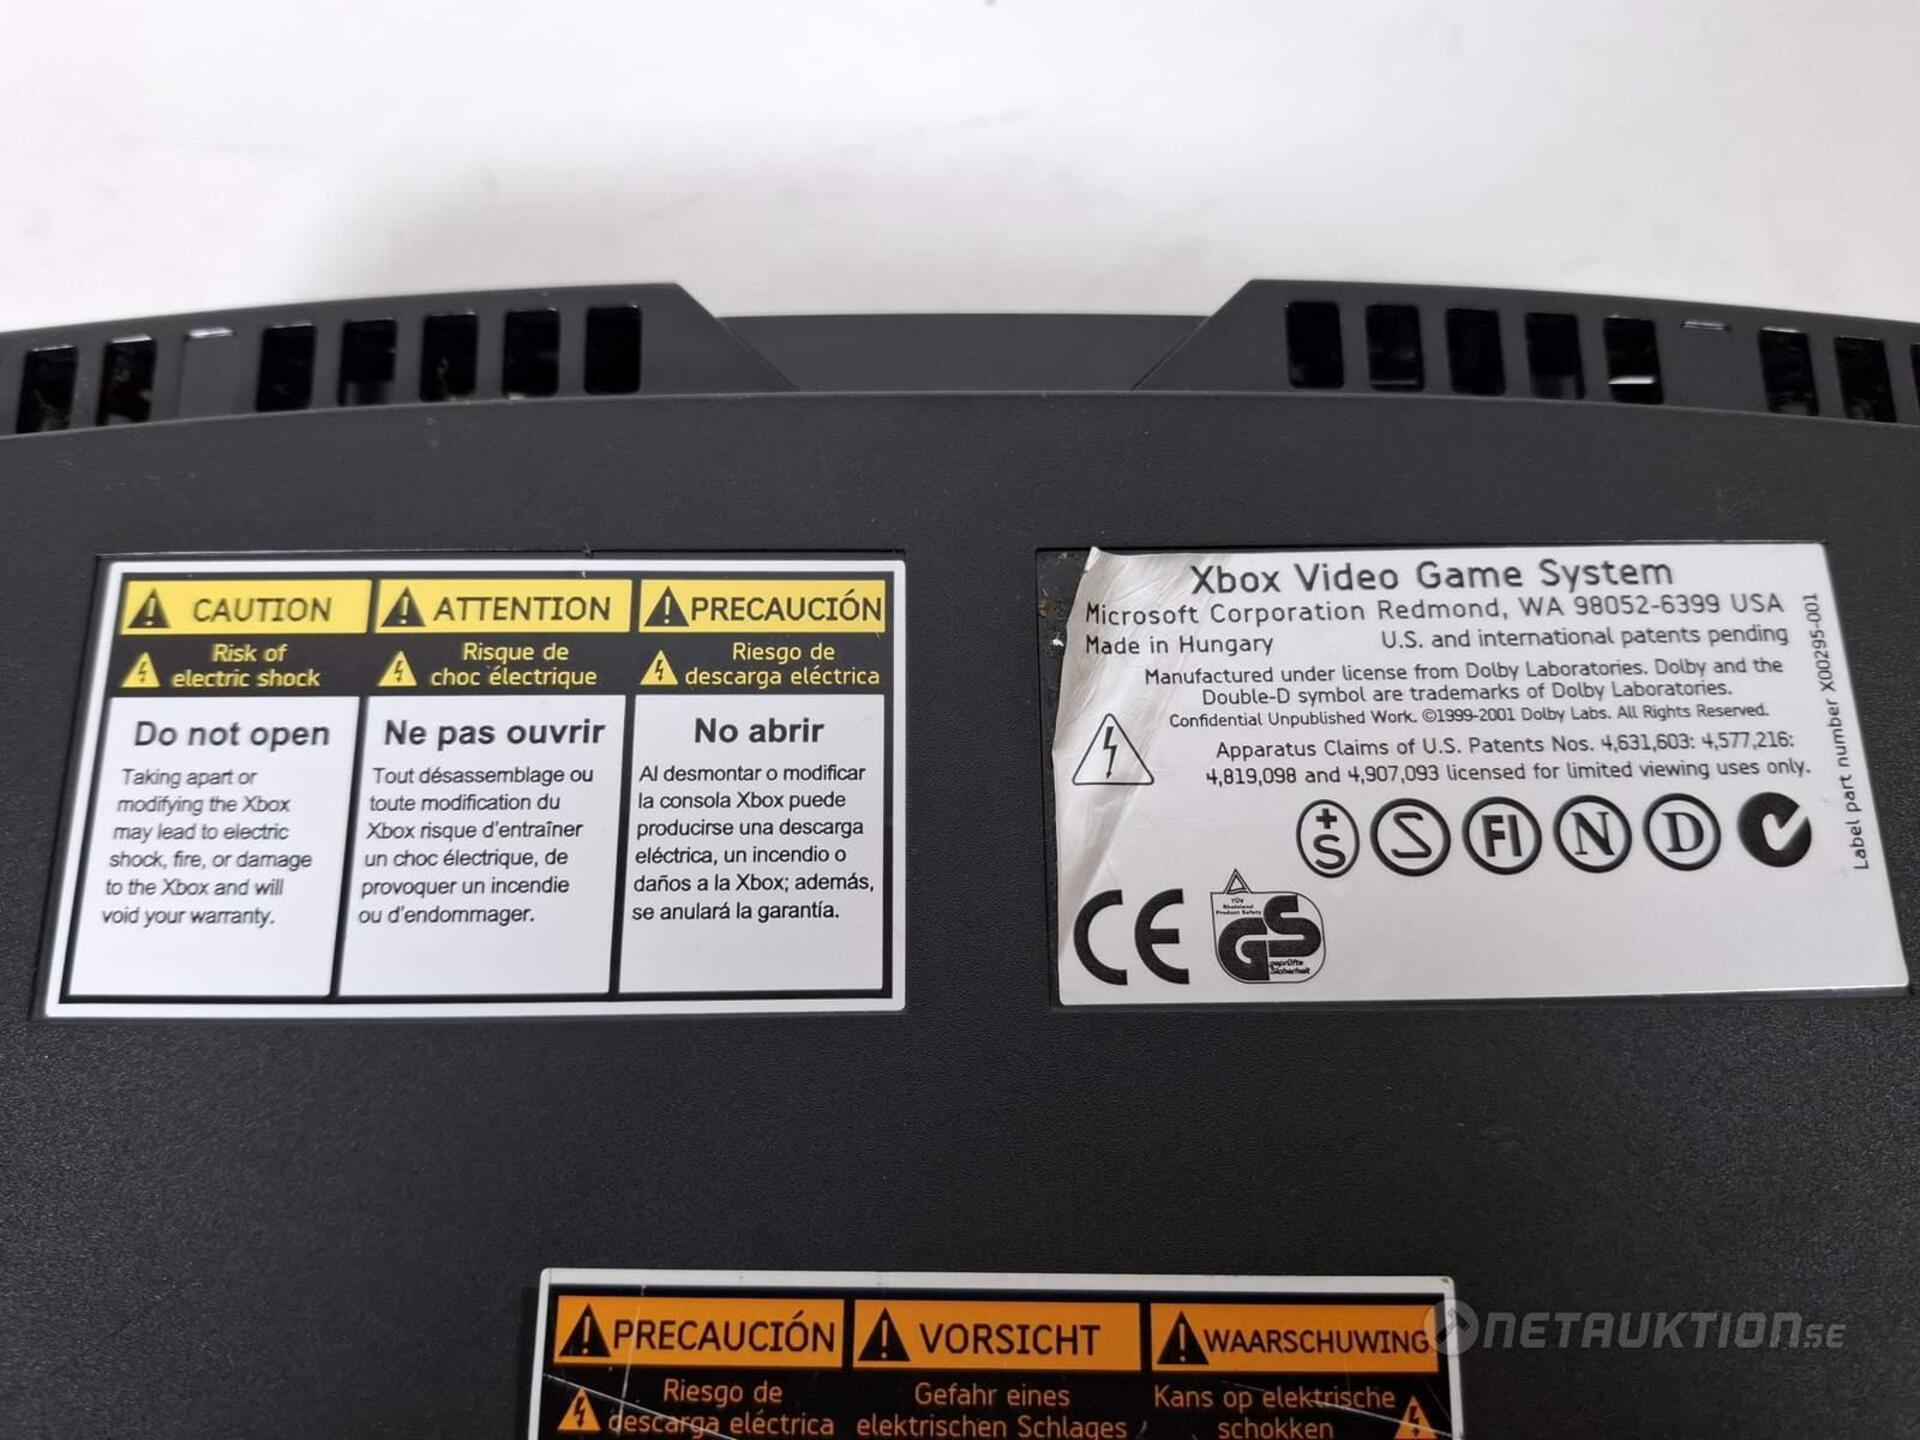 CAUTION
Risk of
electric shock
Do not open
Taking apart or
modifying the Xbox
may lead to electric
shock, fire, or damage
to the Xbox and will
void your warranty.
ATTENTION
Risque de
choc électrique
Ne pas ouvrir
Tout désassemblage ou
toute modification du
Xbox risque d'entraîner
un choc électrique, de
provoquer un incendie
ou d'endommager.
PRECAUCIÓN
Riesgo de
descarga eléctrica
No abrir
Al desmontar o modificar
la consola Xbox puede
producirse una descarga
eléctrica, un incendio o
daños a la Xbox; además,
se anulará la garantía.
Xbox Video Game System
Microsoft Corporation Redmond, WA 98052-6399 USA
Made in Hungary U.S. and international patents pending
Manufactured under license from Dolby Laboratories. Dolby and the
Double-D symbol are trademarks of Dolby Laboratories.
Confidential Unpublished Work. ©1999-2001 Dolby Labs. All Rights Reserved.
Apparatus Claims of U.S. Patents Nos. 4,631,603: 4,577,216:
4,819,098 and 4,907,093 licensed for limited viewing uses only.
+S S FI N D
CE
TÜV
Rheinland
Product Safety
GS
geprüfte
Sicherheit
Label part number X00295-001
PRECAUCIÓN
Riesgo de
descarga eléctrica
VORSICHT
Gefahr eines
elektrischen Schlages
WAARSCHUWING
Kans op elektrische
schokken
NETAUKTION.SE